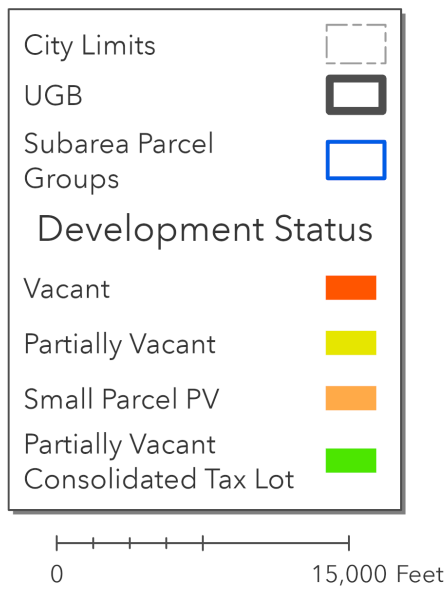 City Limits
UGB
Subarea Parcel
Groups
Development Status
Vacant
Partially Vacant
Small Parcel PV
Partially Vacant
Consolidated Tax Lot
0 15,000 Feet